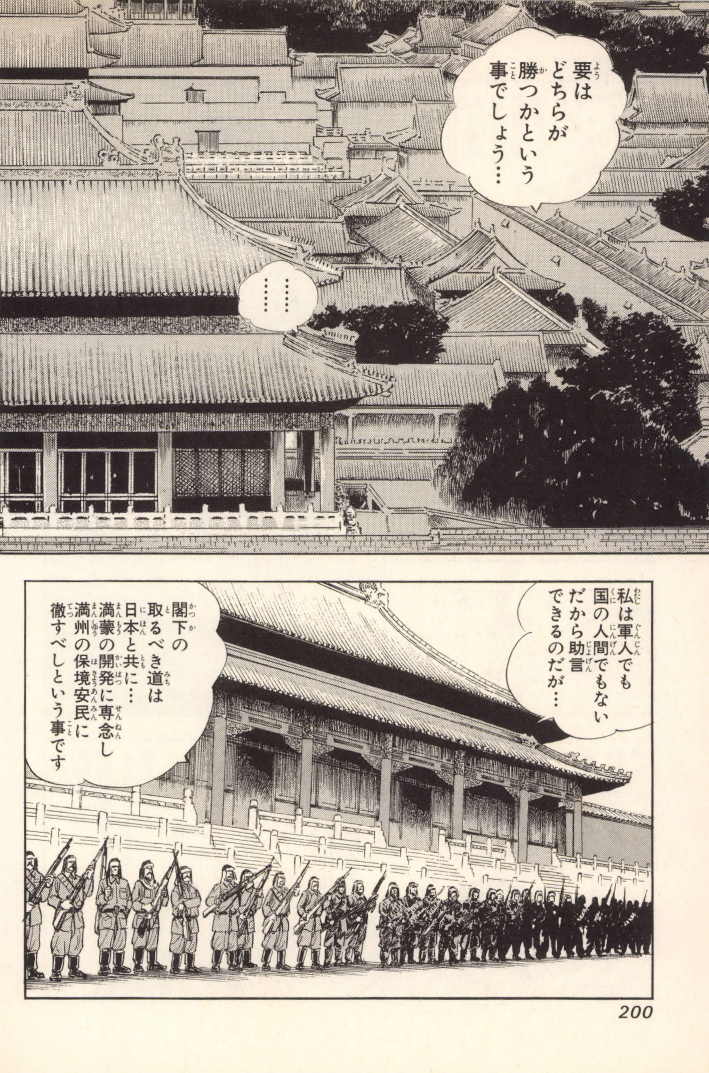 要は
どちらが
勝つかという
事でしょう…
……
……
私は軍人でも
国の人間でもない
だから助言
できるのだが…
閣下の
取るべき道は
日本と共に…
満蒙の開発に専念し
満州の保境安民に
徹すべしという事です
200